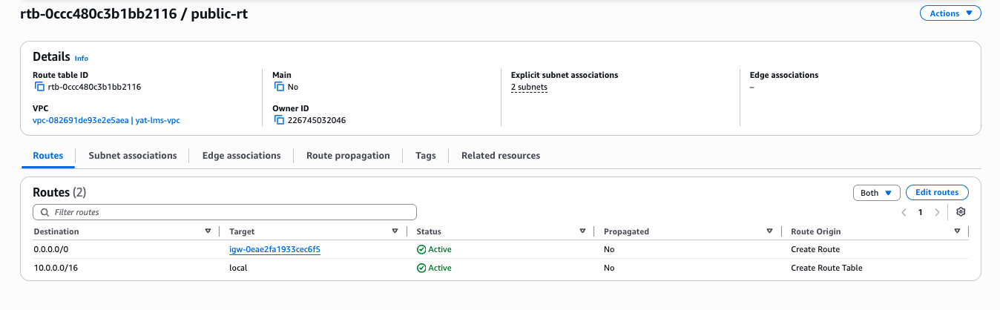 rtb-0ccc480c3b1bb2116 / public-rt
Actions
Details Info
Route table ID
rtb-0ccc480c3b1bb2116
Main
No
Explicit subnet associations
2 subnets
Edge associations
–
VPC
vpc-082691de93e2e5aea | yat-lms-vpc
Owner ID
226745032046
Routes
Subnet associations
Edge associations
Route propagation
Tags
Related resources
Routes (2)
Both
Edit routes
Filter routes
1
Destination Target Status Propagated Route Origin
0.0.0.0/0 igw-0eae2fa1933cec6f5 Active No Create Route
10.0.0.0/16 local Active No Create Route Table